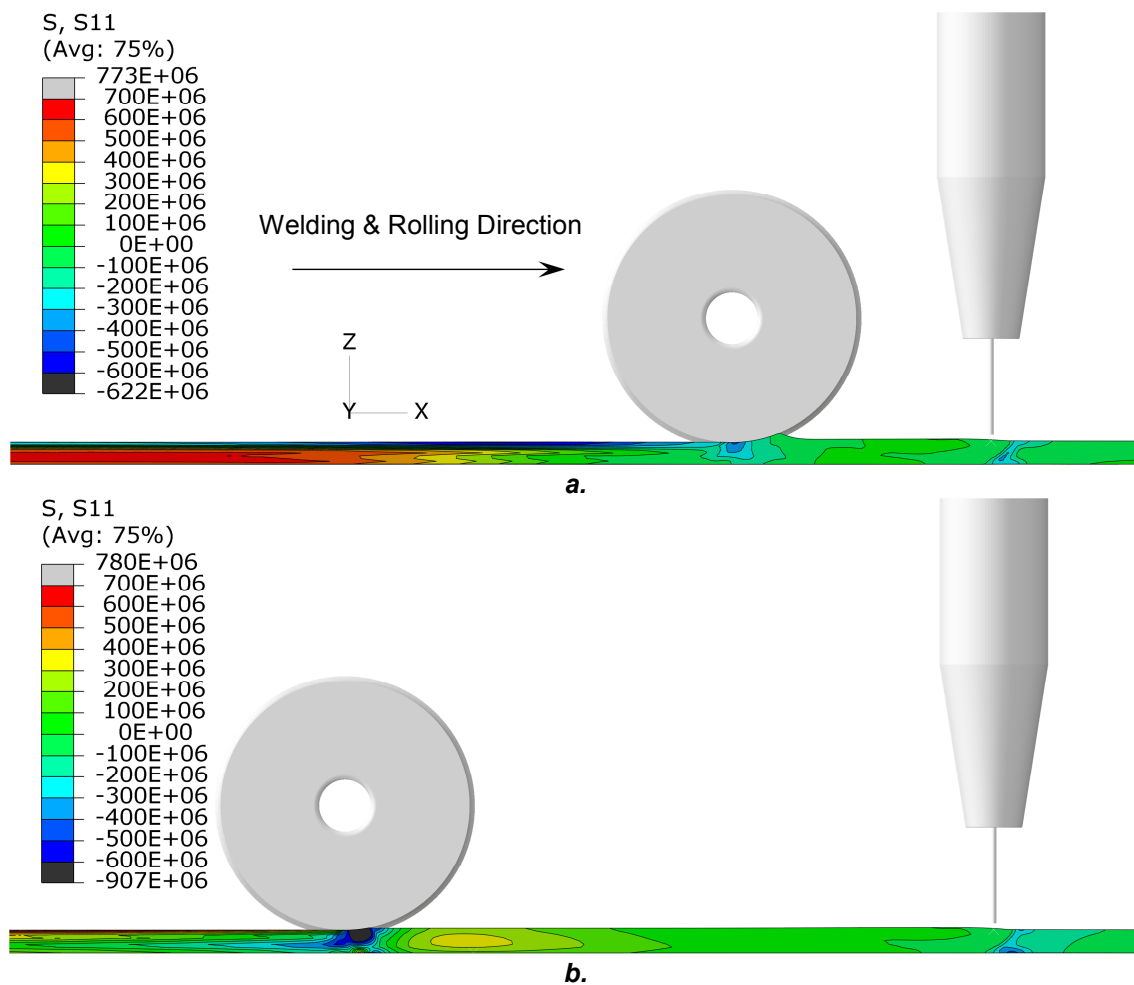 S, S11
(Avg: 75%)
773E+06
700E+06
600E+06
500E+06
400E+06
300E+06
200E+06
100E+06
0E+00
-100E+06
-200E+06
-300E+06
-400E+06
-500E+06
-600E+06
-622E+06
Welding & Rolling Direction
Z
Y X
a.
S, S11
(Avg: 75%)
780E+06
700E+06
600E+06
500E+06
400E+06
300E+06
200E+06
100E+06
0E+00
-100E+06
-200E+06
-300E+06
-400E+06
-500E+06
-600E+06
-907E+06
b.